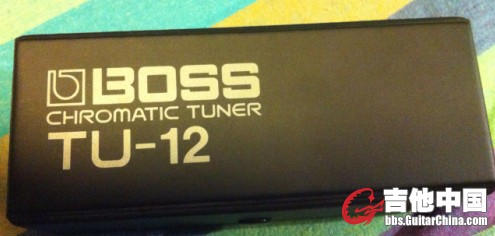 BOSS
CHROMATIC TUNER
TU-12
吉他中国
bbs.GuitarChina.com